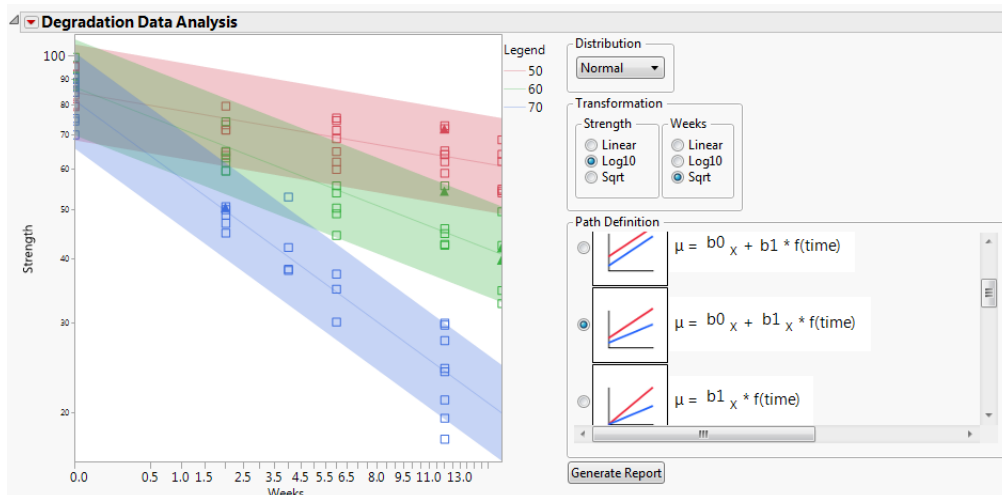 Degradation Data Analysis
Strength
100
90
80
70
60
50
40
30
20
0.0 0.5 1.0 1.5 2.5 3.5 4.5 5.5 6.5 8.0 9.5 11.0 13.0
Weeks
Legend
50
60
70
Distribution
Normal
Transformation
Strength
Linear
Log10
Sqrt
Weeks
Linear
Log10
Sqrt
Path Definition
μ = b0 X + b1 * f(time)
μ = b0 X + b1 X * f(time)
μ = b1 X * f(time)
Generate Report